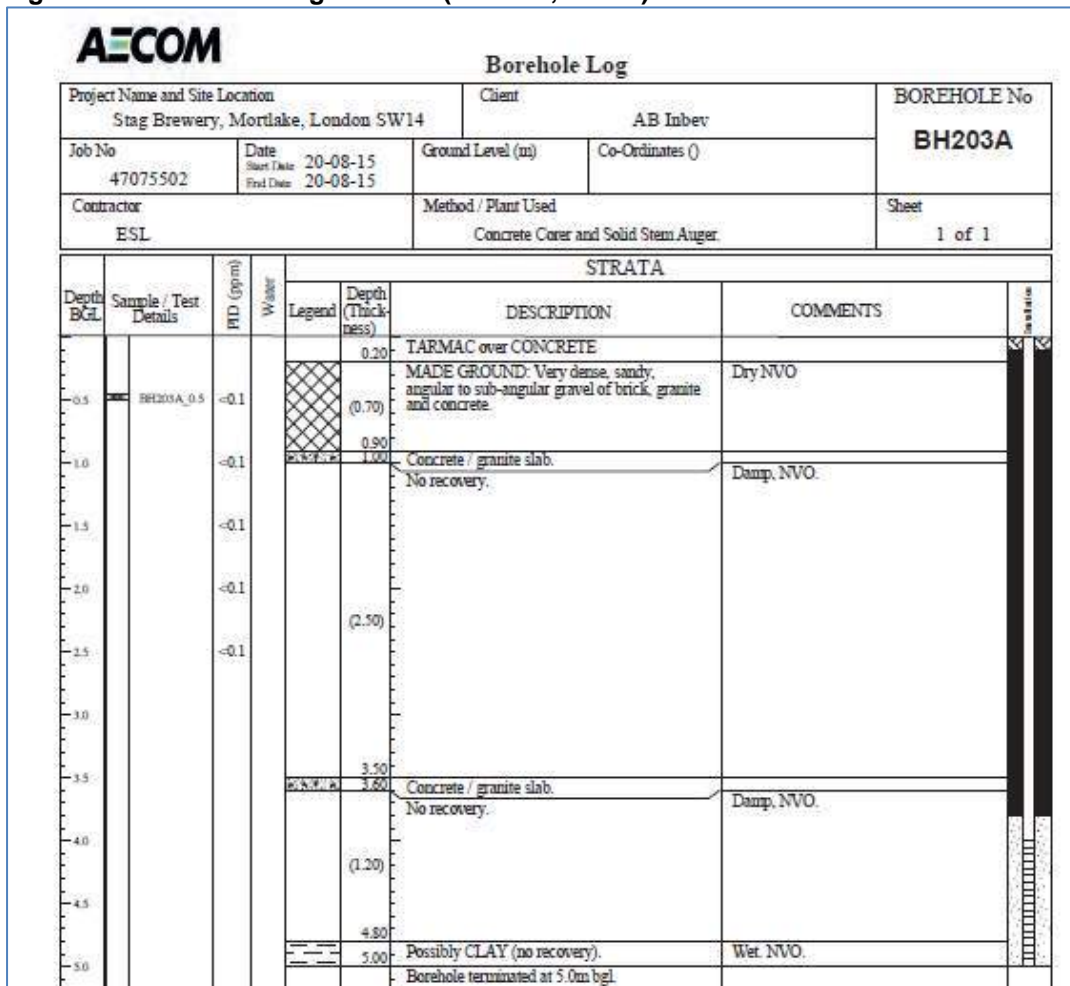 AECOM
Borehole Log
Project Name and Site Location
Stag Brewery, Mortlake, London SW14
Client
AB Inbev
BOREHOLE No
BH203A
Job No
47075502
Date
Start Date 20-08-15
End Date 20-08-15
Ground Level (m)
Co-Ordinates ()
Contractor
ESL
Method / Plant Used
Concrete Corer and Solid Stem Auger.
Sheet
1 of 1
STRATA
Depth
BGL
Sample / Test
Details
PID (ppm)
Water
Legend
Depth
(Thick-
ness)
DESCRIPTION
COMMENTS
Installation
0.20 TARMAC over CONCRETE
MADE GROUND: Very dense, sandy, Dry NVO
angular to sub-angular gravel of brick, granite
0.5 BH203A_0.5 <0.1 (0.70) and concrete.
0.90
1.0 <0.1 1.00 Concrete / granite slab.
No recovery. Damp, NVO.
1.5 <0.1
2.0 <0.1
(2.50)
2.5 <0.1
3.0
3.50
3.5 3.60 Concrete / granite slab.
No recovery. Damp, NVO.
4.0
(1.20)
4.5
4.80
5.00 Possibly CLAY (no recovery). Wet. NVO.
5.0 Borehole terminated at 5.0m bgl.